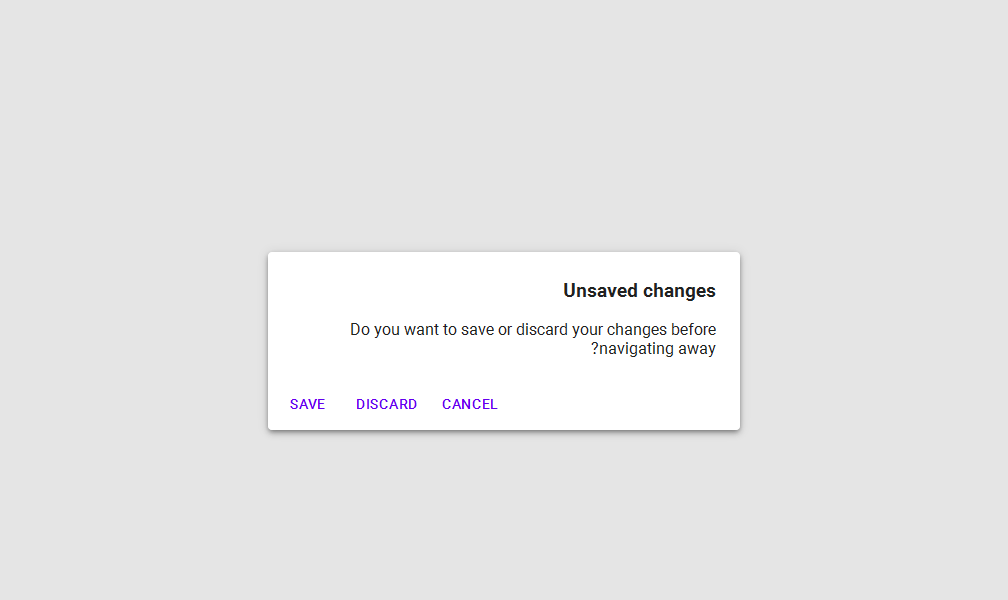 Unsaved changes
Do you want to save or discard your changes before
?navigating away
SAVE DISCARD CANCEL